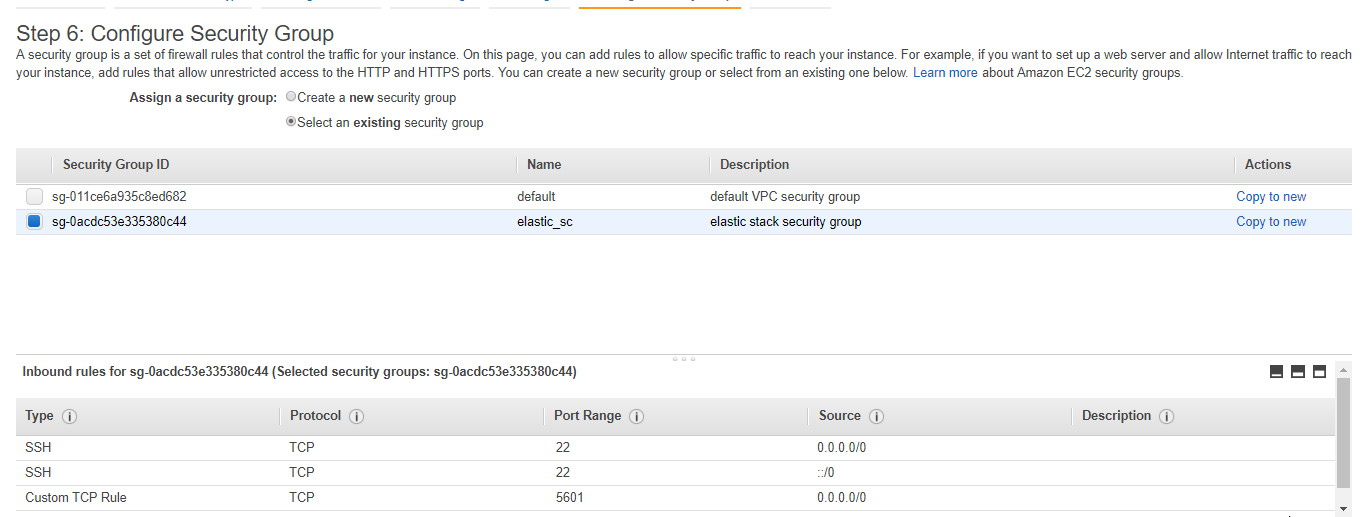 Step 6: Configure Security Group
A security group is a set of firewall rules that control the traffic for your instance. On this page, you can add rules to allow specific traffic to reach your instance. For example, if you want to set up a web server and allow Internet traffic to reach
your instance, add rules that allow unrestricted access to the HTTP and HTTPS ports. You can create a new security group or select from an existing one below. Learn more about Amazon EC2 security groups.
Assign a security group: Create a new security group
Select an existing security group
Security Group ID Name Description Actions
sg-011ce6a935c8ed682 default default VPC security group Copy to new
sg-0acdc53e335380c44 elastic_sc elastic stack security group Copy to new
Inbound rules for sg-0acdc53e335380c44 (Selected security groups: sg-0acdc53e335380c44)
Type i Protocol i Port Range i Source i Description i
SSH TCP 22 0.0.0.0/0
SSH TCP 22 ::/0
Custom TCP Rule TCP 5601 0.0.0.0/0